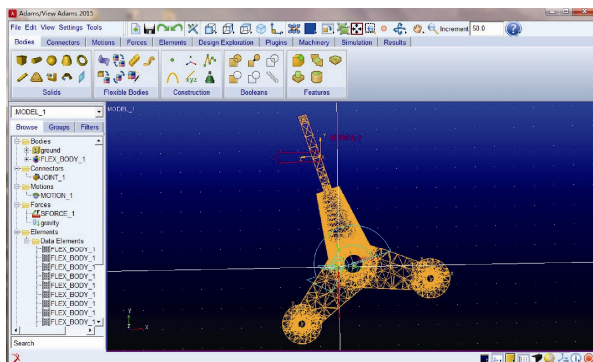 Adams/View Adams 2015
File Edit View Settings Tools
Increment 50.0
Bodies Connectors Motions Forces Elements Design Exploration Plugins Machinery Simulation Results
Solids Flexible Bodies Construction Booleans Features
MODEL_1
MODEL_1
Browse Groups Filters
Bodies
ground
FLEX_BODY_1
Connectors
JOINT_1
Motions
MOTION_1
Forces
SFORCE_1
gravity
Elements
Data Elements
FLEX_BODY_1
FLEX_BODY_1
FLEX_BODY_1
FLEX_BODY_1
FLEX_BODY_1
FLEX_BODY_1
FLEX_BODY_1
FLEX_BODY_1
Search